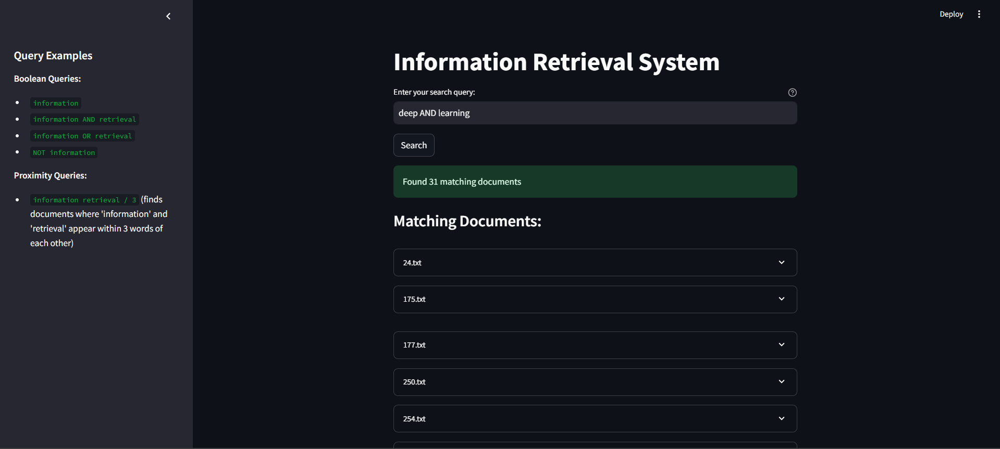 Deploy
Query Examples
Boolean Queries:
information
information AND retrieval
information OR retrieval
NOT information
Proximity Queries:
information retrieval / 3 (finds
documents where 'information' and
'retrieval' appear within 3 words of
each other)
Information Retrieval System
Enter your search query:
deep AND learning
Search
Found 31 matching documents
Matching Documents:
24.txt
175.txt
177.txt
250.txt
254.txt